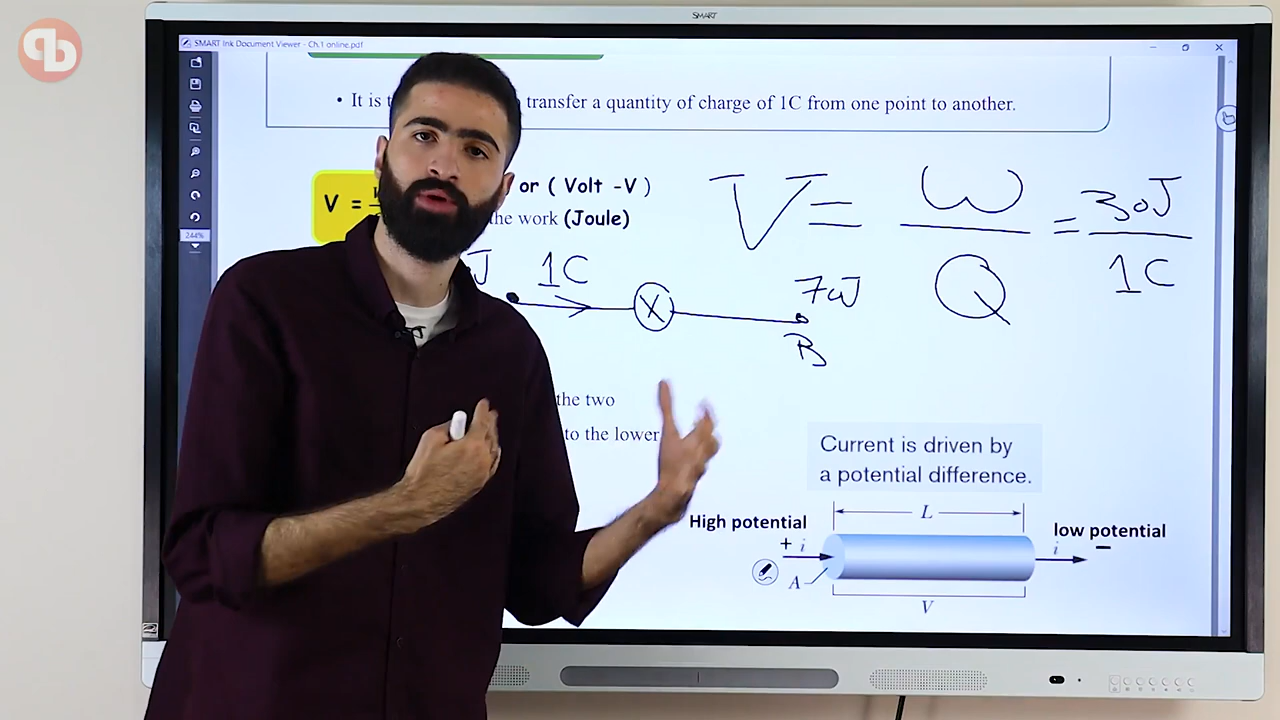 SMART
SMART Ink Document Viewer - Ch.1 online.pdf
• It is transfer a quantity of charge of 1C from one point to another.
V = or ( Volt -V )
the work (Joule)
244%
V = W / Q = 30J / 1C
J 1C
X
70J
B
the two
to the lower
Current is driven by
a potential difference.
L
High potential
low potential
+ i
i
−
A
V